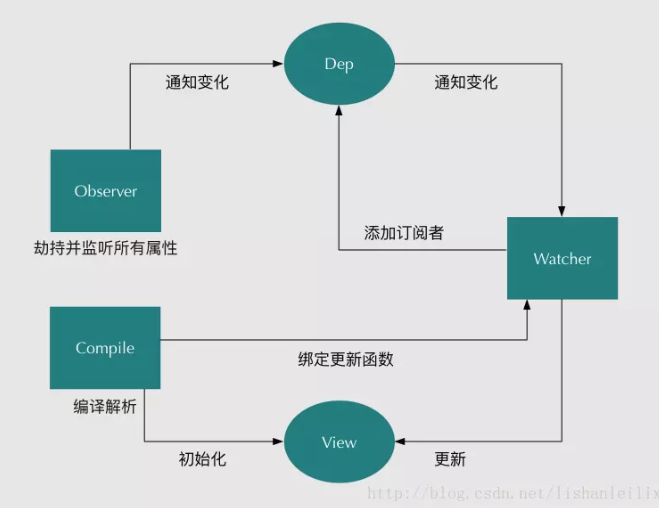 Dep
通知变化
通知变化
Observer
劫持并监听所有属性
添加订阅者
Watcher
Compile
绑定更新函数
编译解析
View
初始化
更新
http://blog.csdn.net/lishanleilix